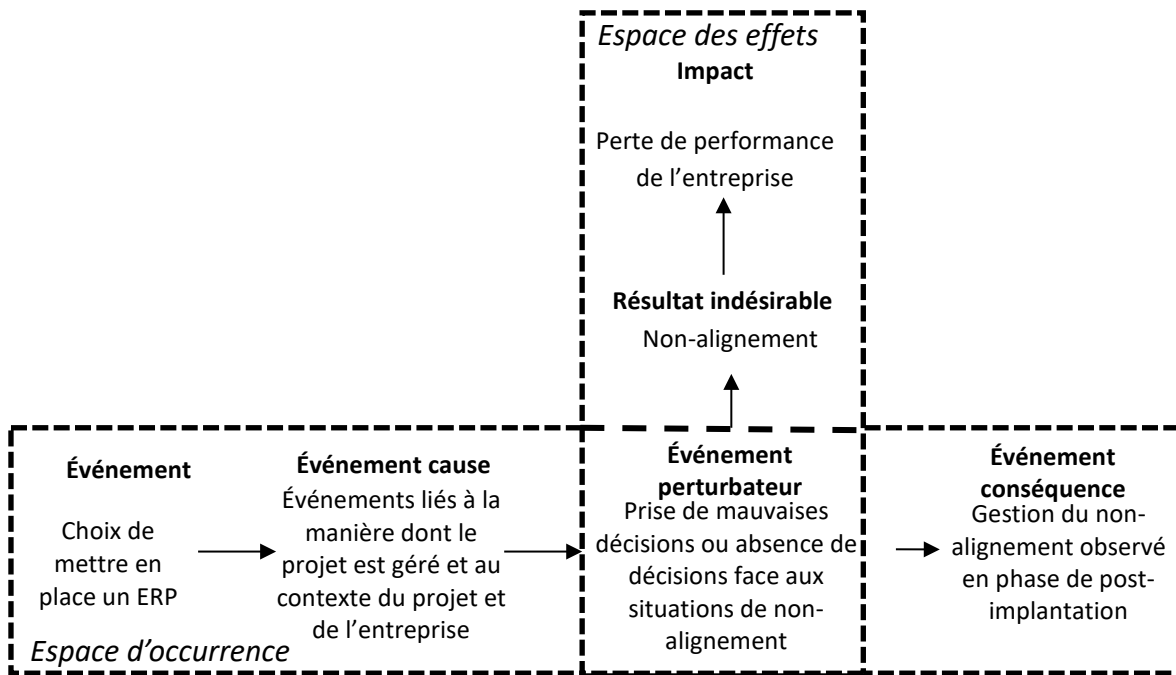 Espace des effets
Impact
Perte de performance
de l’entreprise
Résultat indésirable
Non-alignement
Événement
Choix de
mettre en
place un ERP
Événement cause
Événements liés à la
manière dont le
projet est géré et au
contexte du projet et
de l’entreprise
Événement
perturbateur
Prise de mauvaises
décisions ou absence de
décisions face aux
situations de non-
alignement
Événement
conséquence
Gestion du non-
alignement observé
en phase de post-
implantation
Espace d’occurrence